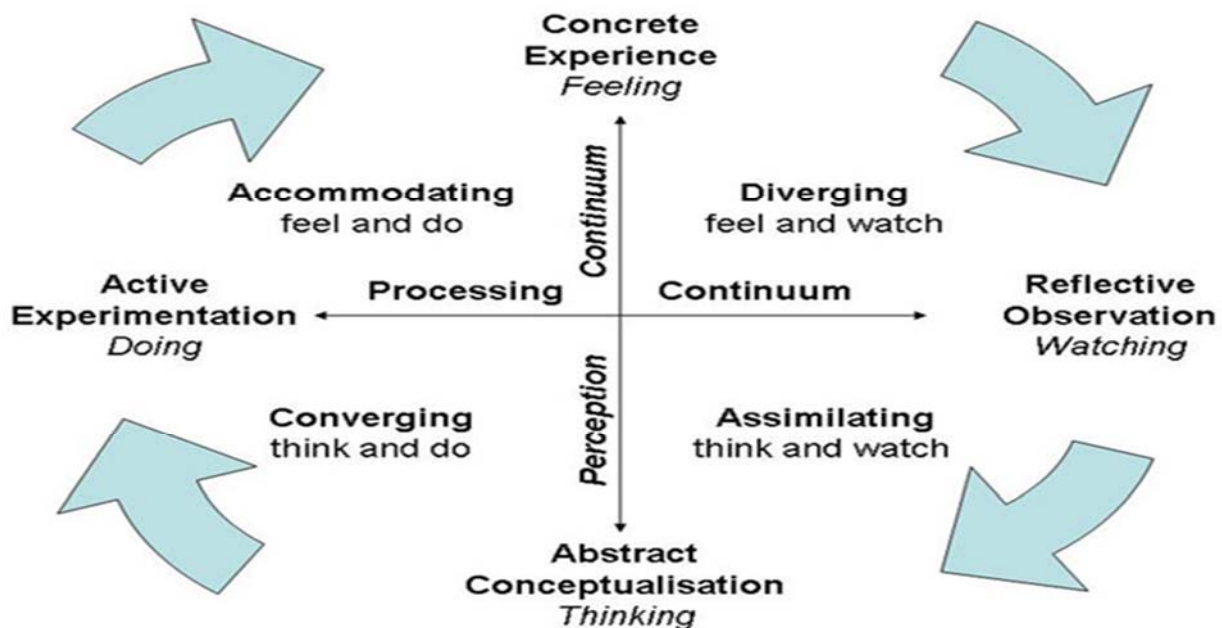 Concrete
Experience
Feeling
Continuum
Accommodating
feel and do
Diverging
feel and watch
Active
Experimentation
Doing
Processing
Continuum
Reflective
Observation
Watching
Perception
Converging
think and do
Assimilating
think and watch
Abstract
Conceptualisation
Thinking